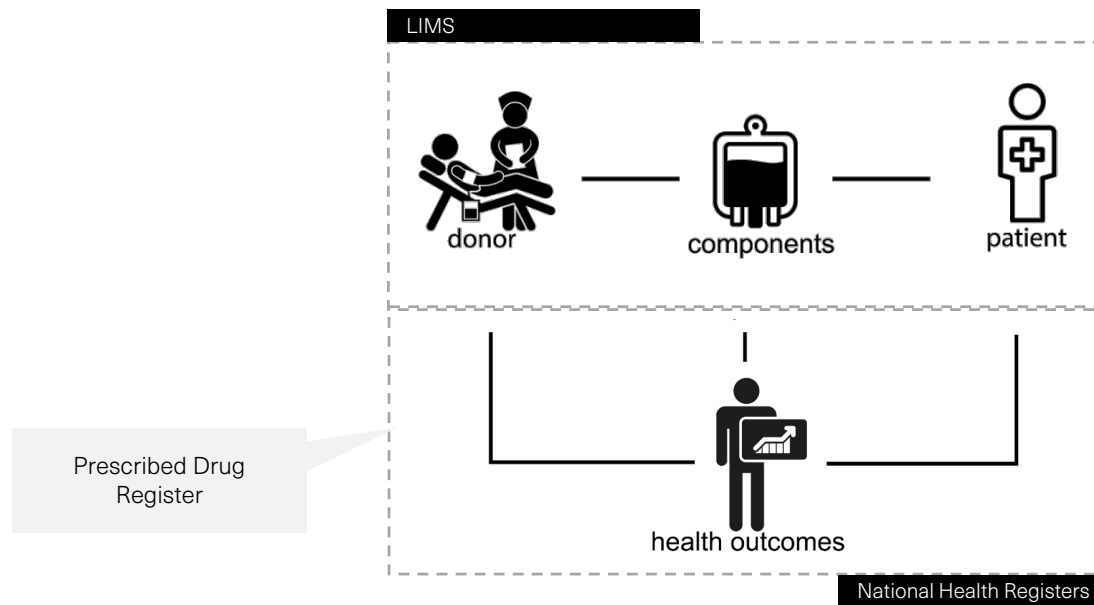 LIMS
donor
components
patient
Prescribed Drug
Register
health outcomes
National Health Registers